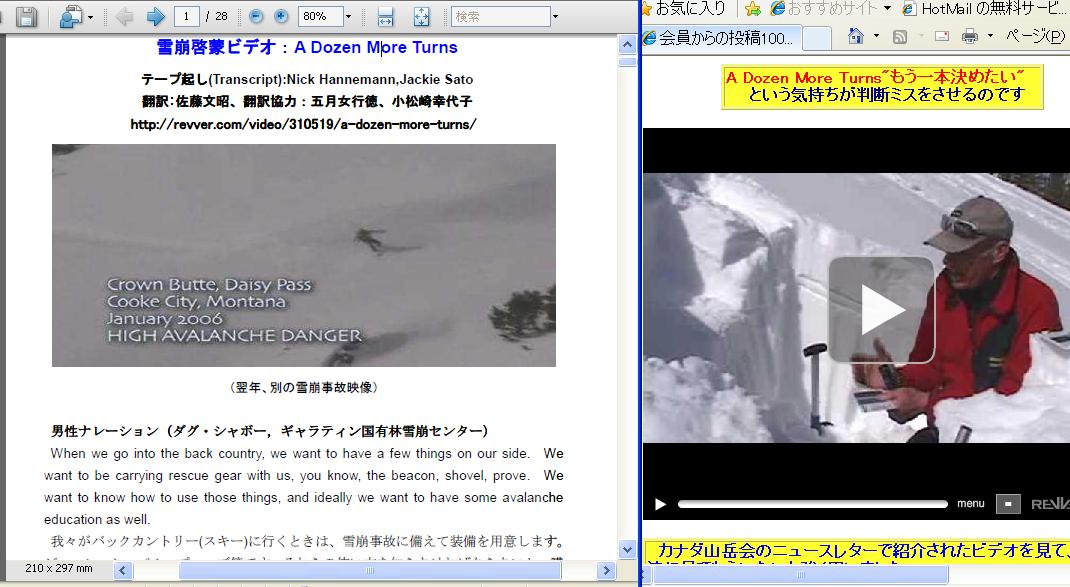 1 / 28
80%
検索
雪崩啓蒙ビデオ：A Dozen More Turns
テープ起し(Transcript):Nick Hannemann,Jackie Sato
翻訳：佐藤文昭、翻訳協力：五月女行徳、小松崎幸代子
http://revver.com/video/310519/a-dozen-more-turns/
Crown Butte, Daisy Pass
Cooke City, Montana
January 2006
HIGH AVALANCHE DANGER
（翌年、別の雪崩事故映像）
男性ナレーション（ダグ・シャボー，ギャラティン国有林雪崩センター）
When we go into the back country, we want to have a few things on our side. We
want to be carrying rescue gear with us, you know, the beacon, shovel, prove. We
want to know how to use those things, and ideally we want to have some avalanche
education as well.
我々がバックカントリー(スキー)に行くときは、雪崩事故に備えて装備を用意します。
210 x 297 mm
お気に入り
おすすめサイト
HotMail の無料サービ...
会員からの投稿100...
ページ(P)
A Dozen More Turns"もう一本決めたい"
という気持ちが判断ミスをさせるのです
menu
カナダ山岳会のニュースレターで紹介されたビデオを見て、